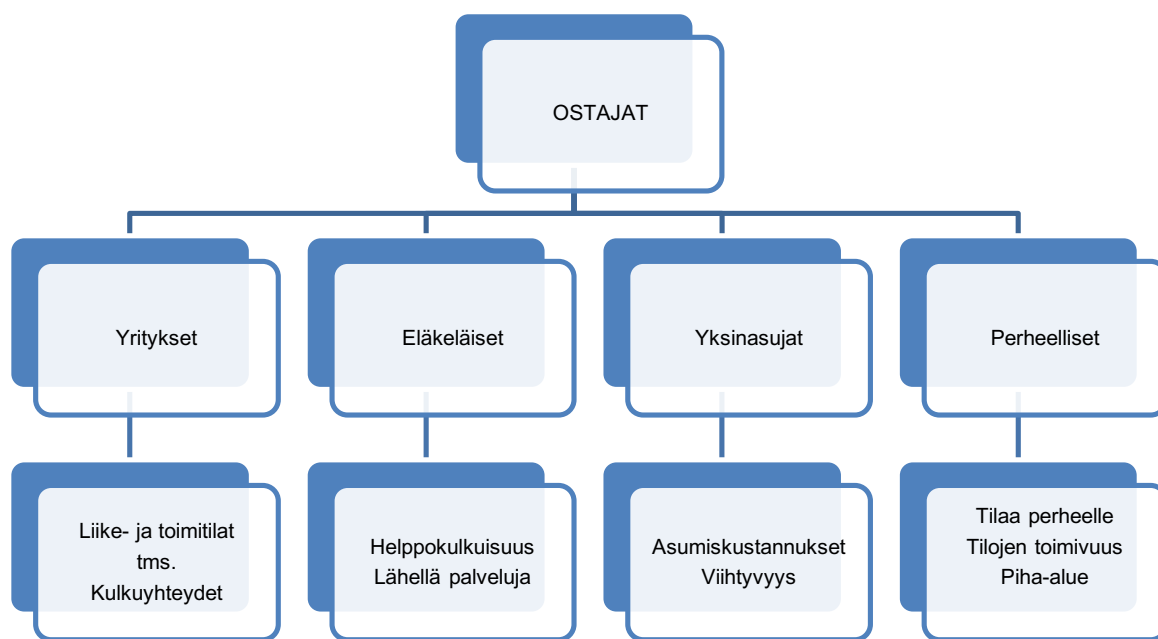 OSTAJAT
Yritykset
Eläkeläiset
Yksinasujat
Perheelliset
Liike- ja toimitilat
tms.
Kulkuyhteydet
Helppokulkuisuus
Lähellä palveluja
Asumiskustannukset
Viihtyvyys
Tilaa perheelle
Tilojen toimivuus
Piha-alue